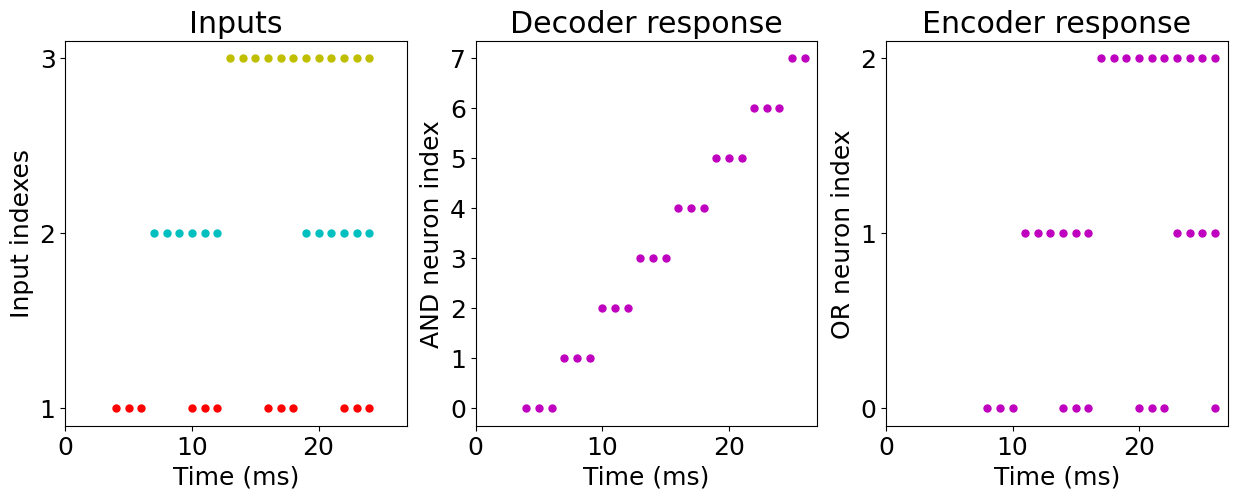 Inputs
Decoder response
Encoder response
Input indexes
3
2
1
0
10
20
Time (ms)
AND neuron index
7
6
5
4
3
2
1
0
0
10
20
Time (ms)
OR neuron index
2
1
0
0
10
20
Time (ms)